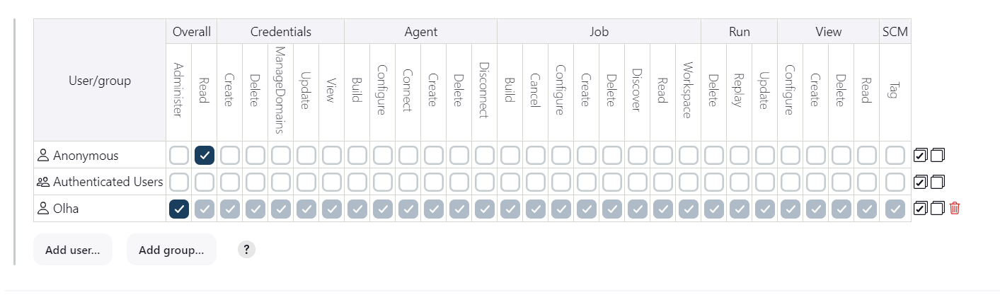 User/group Overall Credentials Agent Job Run View SCM
Administer Read Create Delete ManageDomains Update View Build Configure Connect Create Delete Disconnect Build Cancel Configure Create Delete Discover Read Workspace Delete Replay Update Configure Create Delete Read Tag
Anonymous
Authenticated Users
Olha
Add user... Add group... ?